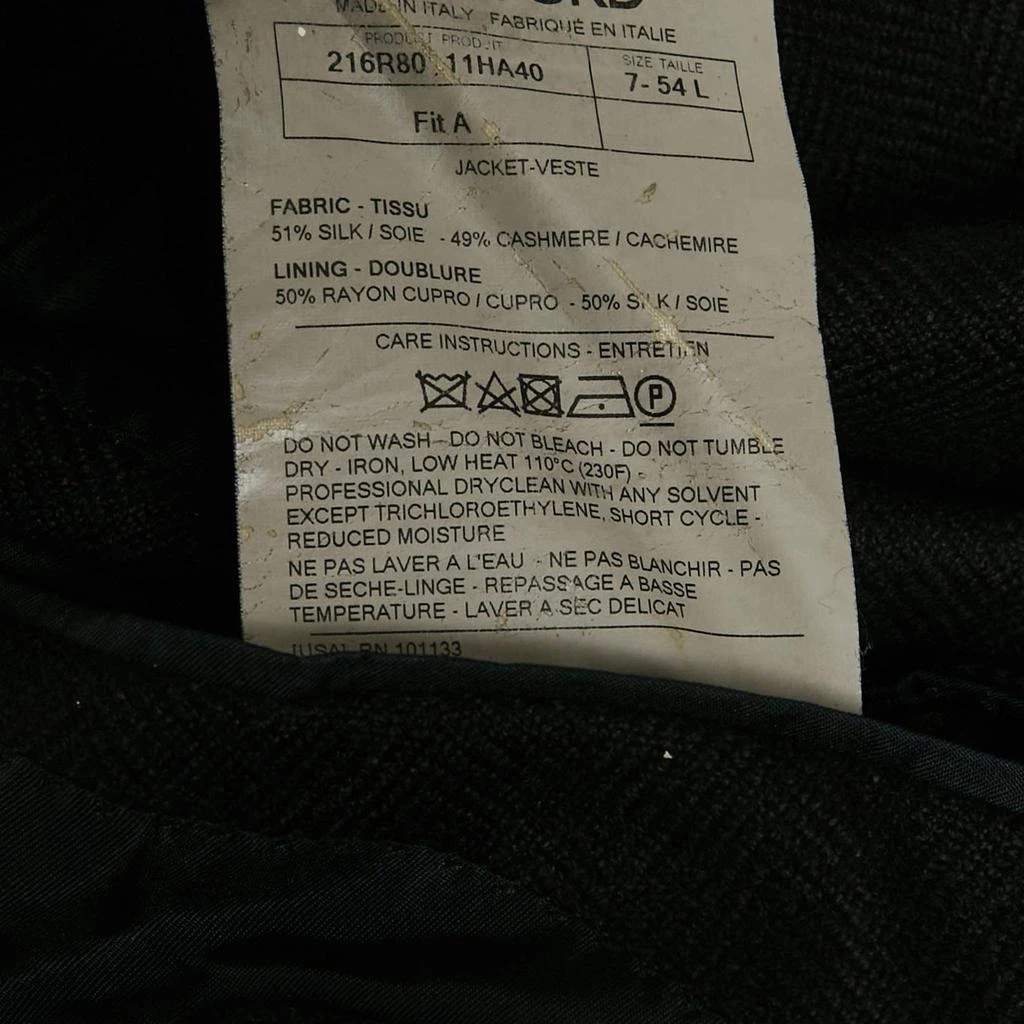 MADE IN ITALY FABRIQUÉ EN ITALIE
PRODUCT PRODUIT
216R80 11HA40
SIZE TAILLE
7- 54 L
Fit A
JACKET-VESTE
FABRIC - TISSU
51% SILK / SOIE - 49% CASHMERE / CACHEMIRE
LINING - DOUBLURE
50% RAYON CUPRO / CUPRO - 50% SILK / SOIE
CARE INSTRUCTIONS - ENTRETIEN
P
DO NOT WASH - DO NOT BLEACH - DO NOT TUMBLE
DRY - IRON, LOW HEAT 110°C (230F) -
PROFESSIONAL DRYCLEAN WITH ANY SOLVENT
EXCEPT TRICHLOROETHYLENE, SHORT CYCLE -
REDUCED MOISTURE
NE PAS LAVER A L'EAU - NE PAS BLANCHIR - PAS
DE SECHE-LINGE - REPASSAGE A BASSE
TEMPERATURE - LAVER A SEC DELICAT
[USA] RN 101133